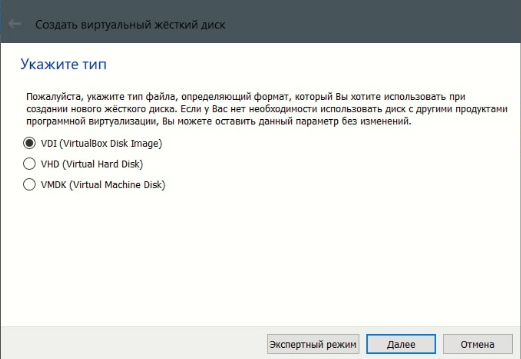 Создать виртуальный жёсткий диск
Укажите тип
Пожалуйста, укажите тип файла, определяющий формат, который Вы хотите использовать при
создании нового жёсткого диска. Если у Вас нет необходимости использовать диск с другими продуктами
программной виртуализации, Вы можете оставить данный параметр без изменений.
VDI (VirtualBox Disk Image)
VHD (Virtual Hard Disk)
VMDK (Virtual Machine Disk)
Экспертный режим Далее Отмена